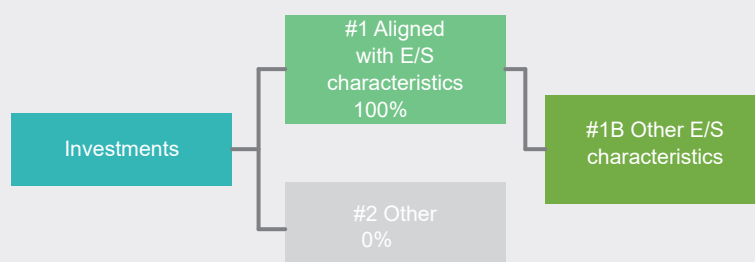 #1 Aligned
with E/S
characteristics
100%
Investments
#1B Other E/S
characteristics
#2 Other
0%